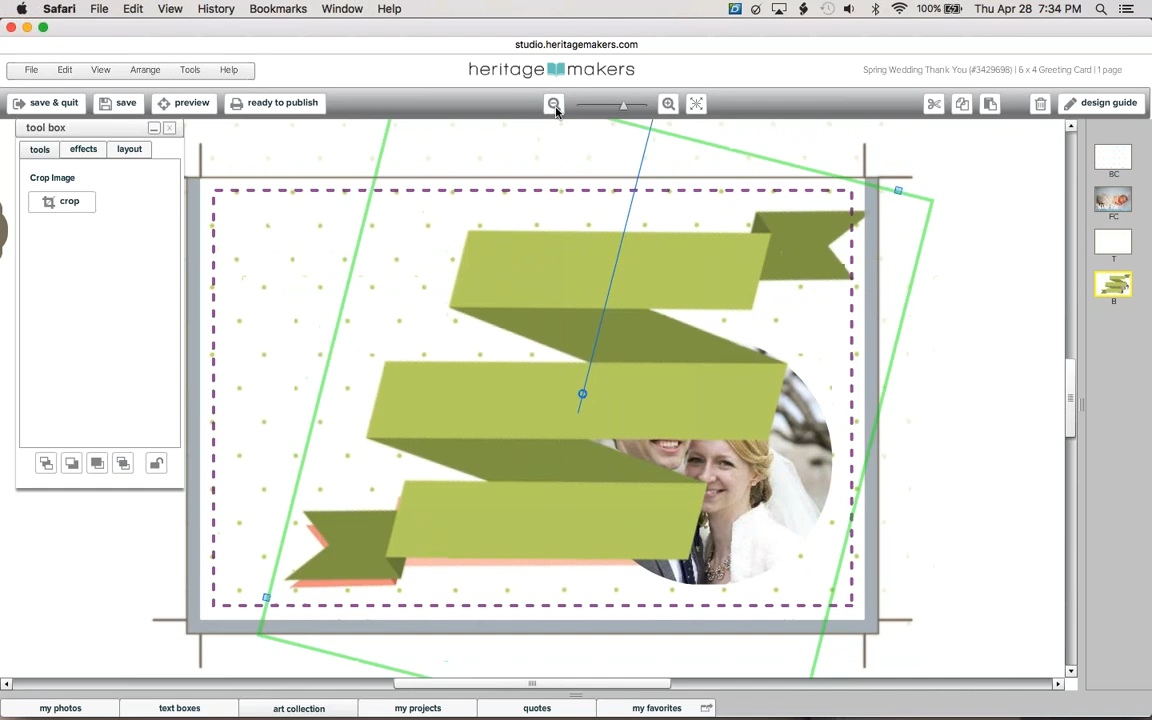 Safari File Edit View History Bookmarks Window Help 100% Thu Apr 28 7:34 PM
studio.heritagemakers.com
File Edit View Arrange Tools Help heritage makers Spring Wedding Thank You (#3429698) | 6 x 4 Greeting Card | 1 page
save & quit save preview ready to publish design guide
tool box
tools effects layout
Crop Image
crop
BC
FC
T
B
my photos text boxes art collection my projects quotes my favorites